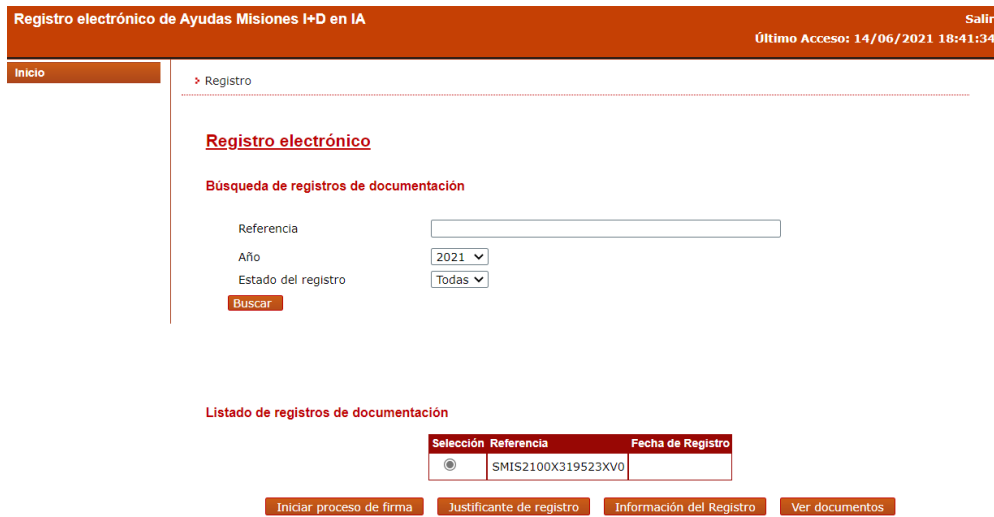 Registro electrónico de Ayudas Misiones I+D en IA
Salir
Último Acceso: 14/06/2021 18:41:34
Inicio
Registro
Registro electrónico
Búsqueda de registros de documentación
Referencia
Año 2021
Estado del registro Todas
Buscar
Listado de registros de documentación
Selección Referencia Fecha de Registro
SMIS2100X319523XV0
Iniciar proceso de firma Justificante de registro Información del Registro Ver documentos